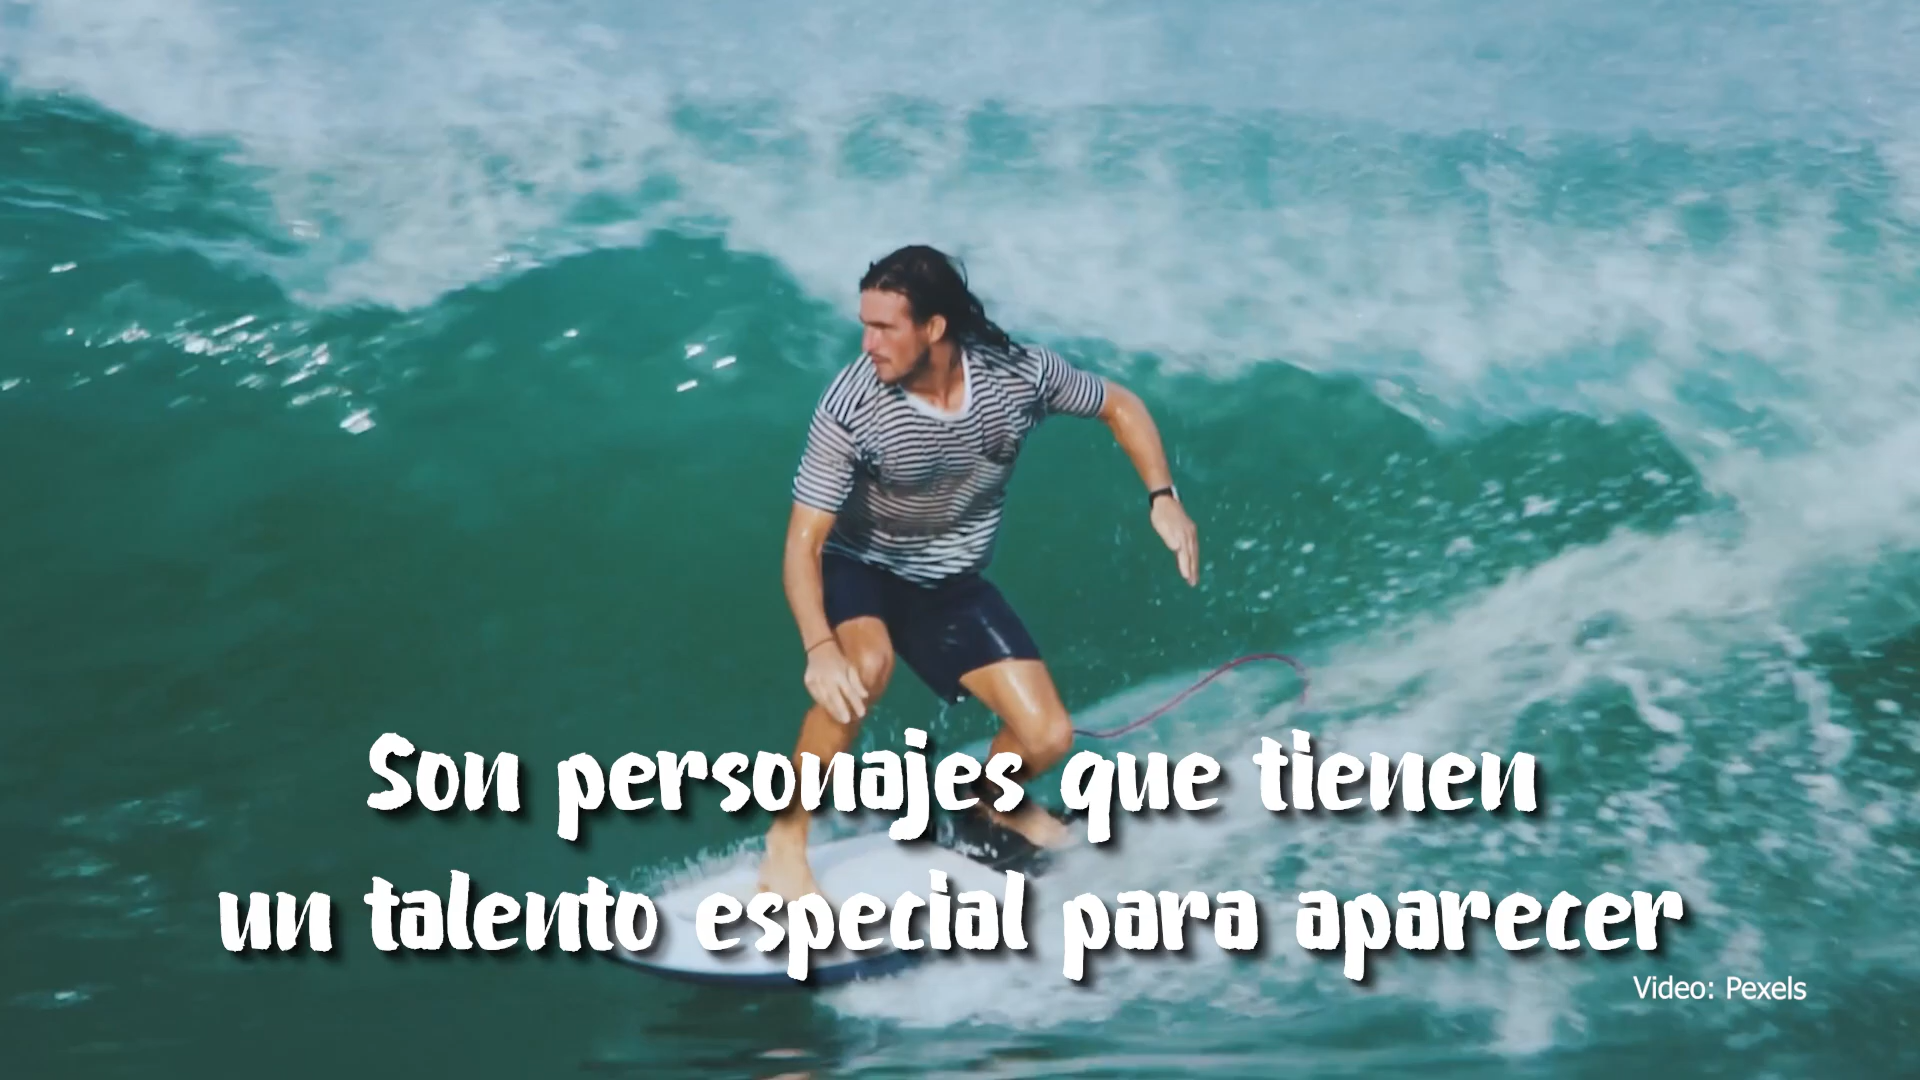 Son personajes que tienen
un talento especial para aparecer
Video: Pexels